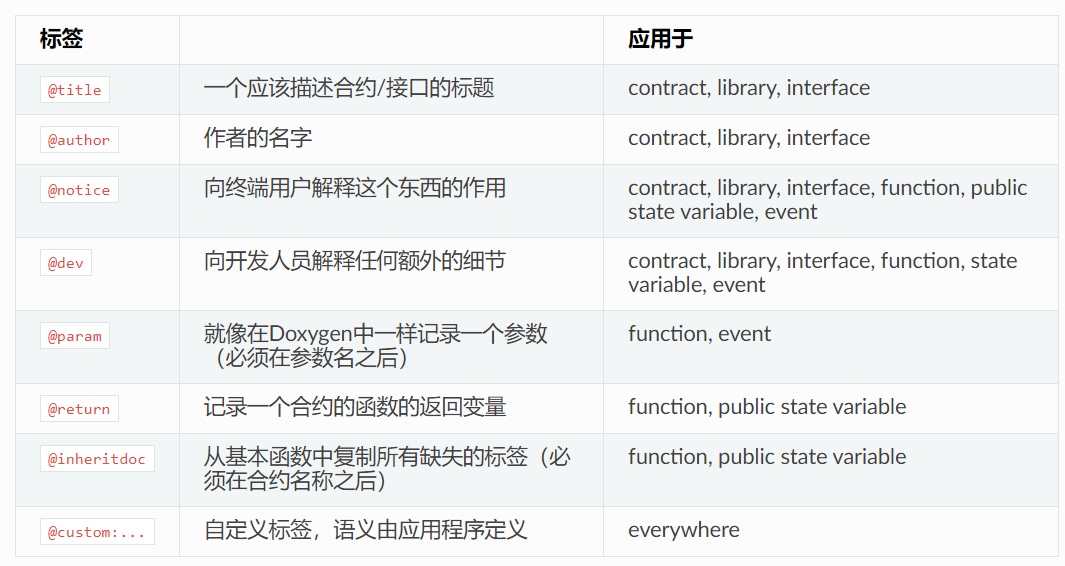 标签 应用于
@title 一个应该描述合约/接口的标题 contract, library, interface
@author 作者的名字 contract, library, interface
@notice 向终端用户解释这个东西的作用 contract, library, interface, function, public
state variable, event
@dev 向开发人员解释任何额外的细节 contract, library, interface, function, state
variable, event
@param 就像在Doxygen中一样记录一个参数 function, event
（必须在参数名之后）
@return 记录一个合约的函数的返回变量 function, public state variable
@inheritdoc 从基本函数中复制所有缺失的标签（必 function, public state variable
须在合约名称之后）
@custom:... 自定义标签，语义由应用程序定义 everywhere